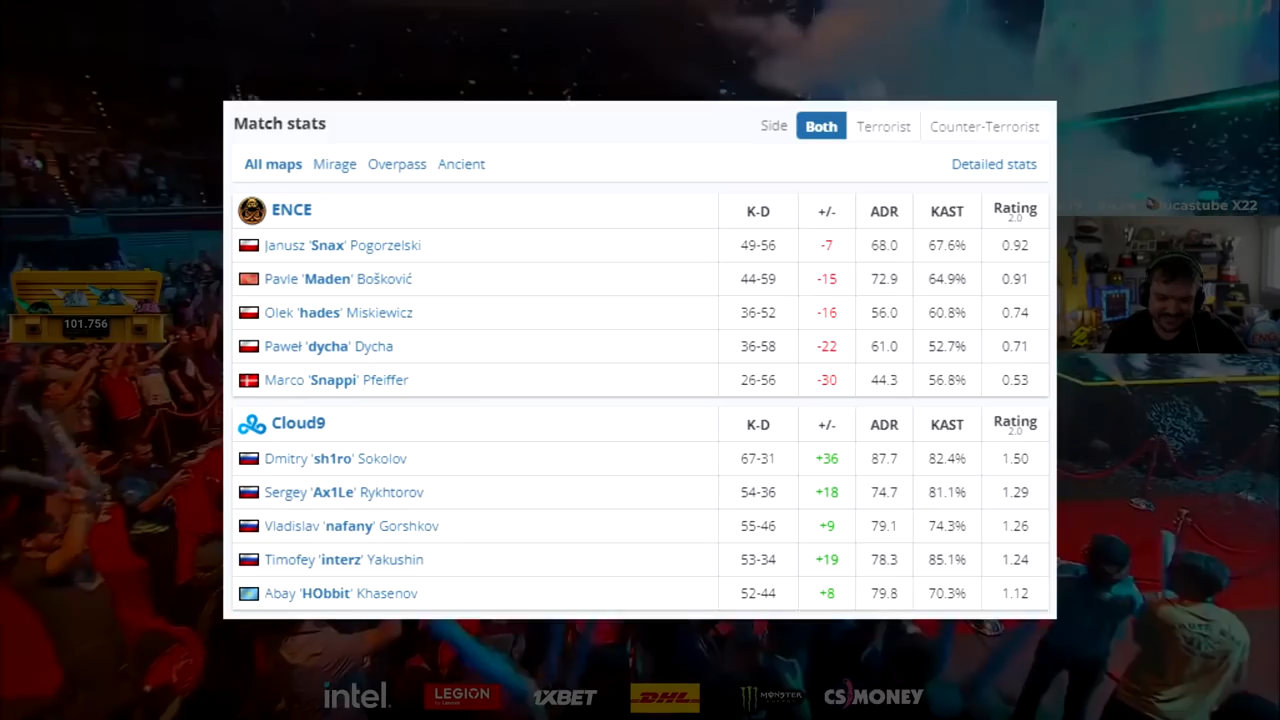 Match stats
Side Both Terrorist Counter-Terrorist
All maps Mirage Overpass Ancient Detailed stats
ENCE K-D +/- ADR KAST Rating 2.0
Janusz 'Snax' Pogorzelski 49-56 -7 68.0 67.6% 0.92
Pavle 'Maden' Bošković 44-59 -15 72.9 64.9% 0.91
Olek 'hades' Miskiewicz 36-52 -16 56.0 60.8% 0.74
Paweł 'dycha' Dycha 36-58 -22 61.0 52.7% 0.71
Marco 'Snappi' Pfeiffer 26-56 -30 44.3 56.8% 0.53
Cloud9 K-D +/- ADR KAST Rating 2.0
Dmitry 'sh1ro' Sokolov 67-31 +36 87.7 82.4% 1.50
Sergey 'Ax1Le' Rykhtorov 54-36 +18 74.7 81.1% 1.29
Vladislav 'nafany' Gorshkov 55-46 +9 79.1 74.3% 1.26
Timofey 'interz' Yakushin 53-34 +19 78.3 85.1% 1.24
Abay 'HObbit' Khasenov 52-44 +8 79.8 70.3% 1.12
X22
101.756
intel. LEGION by Lenovo 1XBET DHL MONSTER CS MONEY